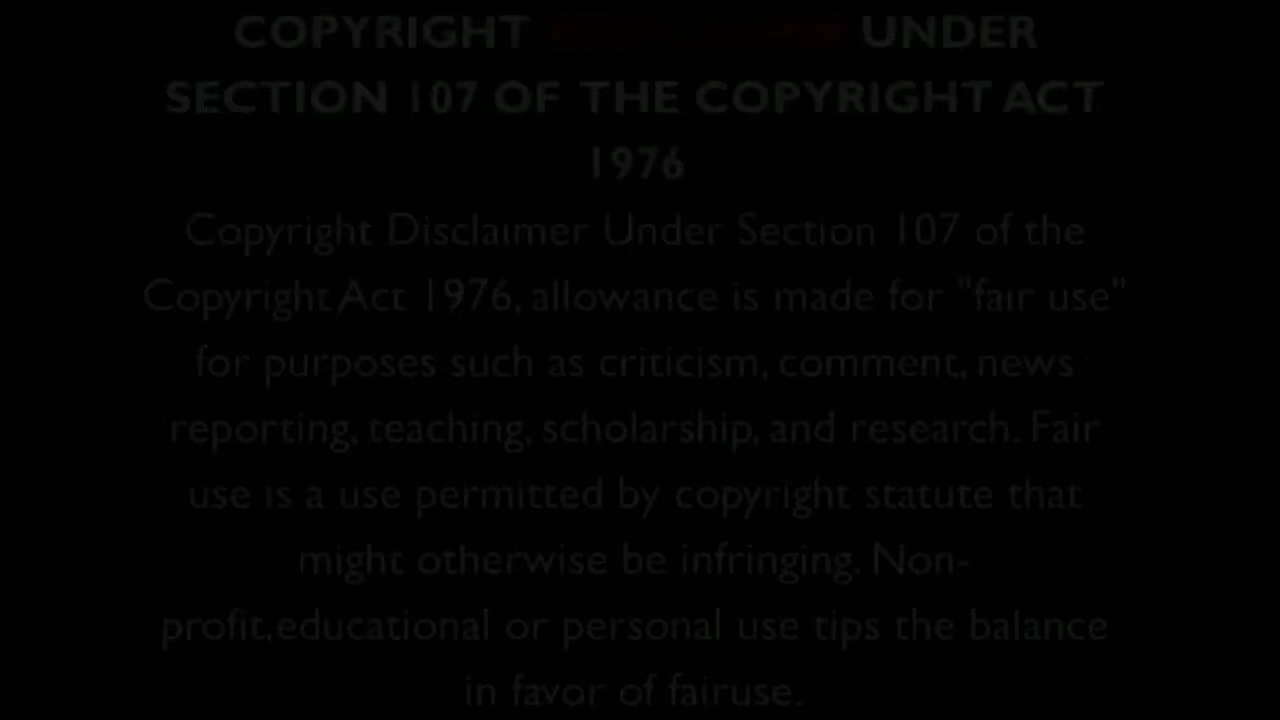 COPYRIGHT UNDER
SECTION 107 OF THE COPYRIGHT ACT
1976
Copyright Disclaimer Under Section 107 of the
Copyright Act 1976, allowance is made for "fair use"
for purposes such as criticism, comment, news
reporting, teaching, scholarship, and research. Fair
use is a use permitted by copyright statute that
might otherwise be infringing. Non-
profit,educational or personal use tips the balance
in favor of fairuse.